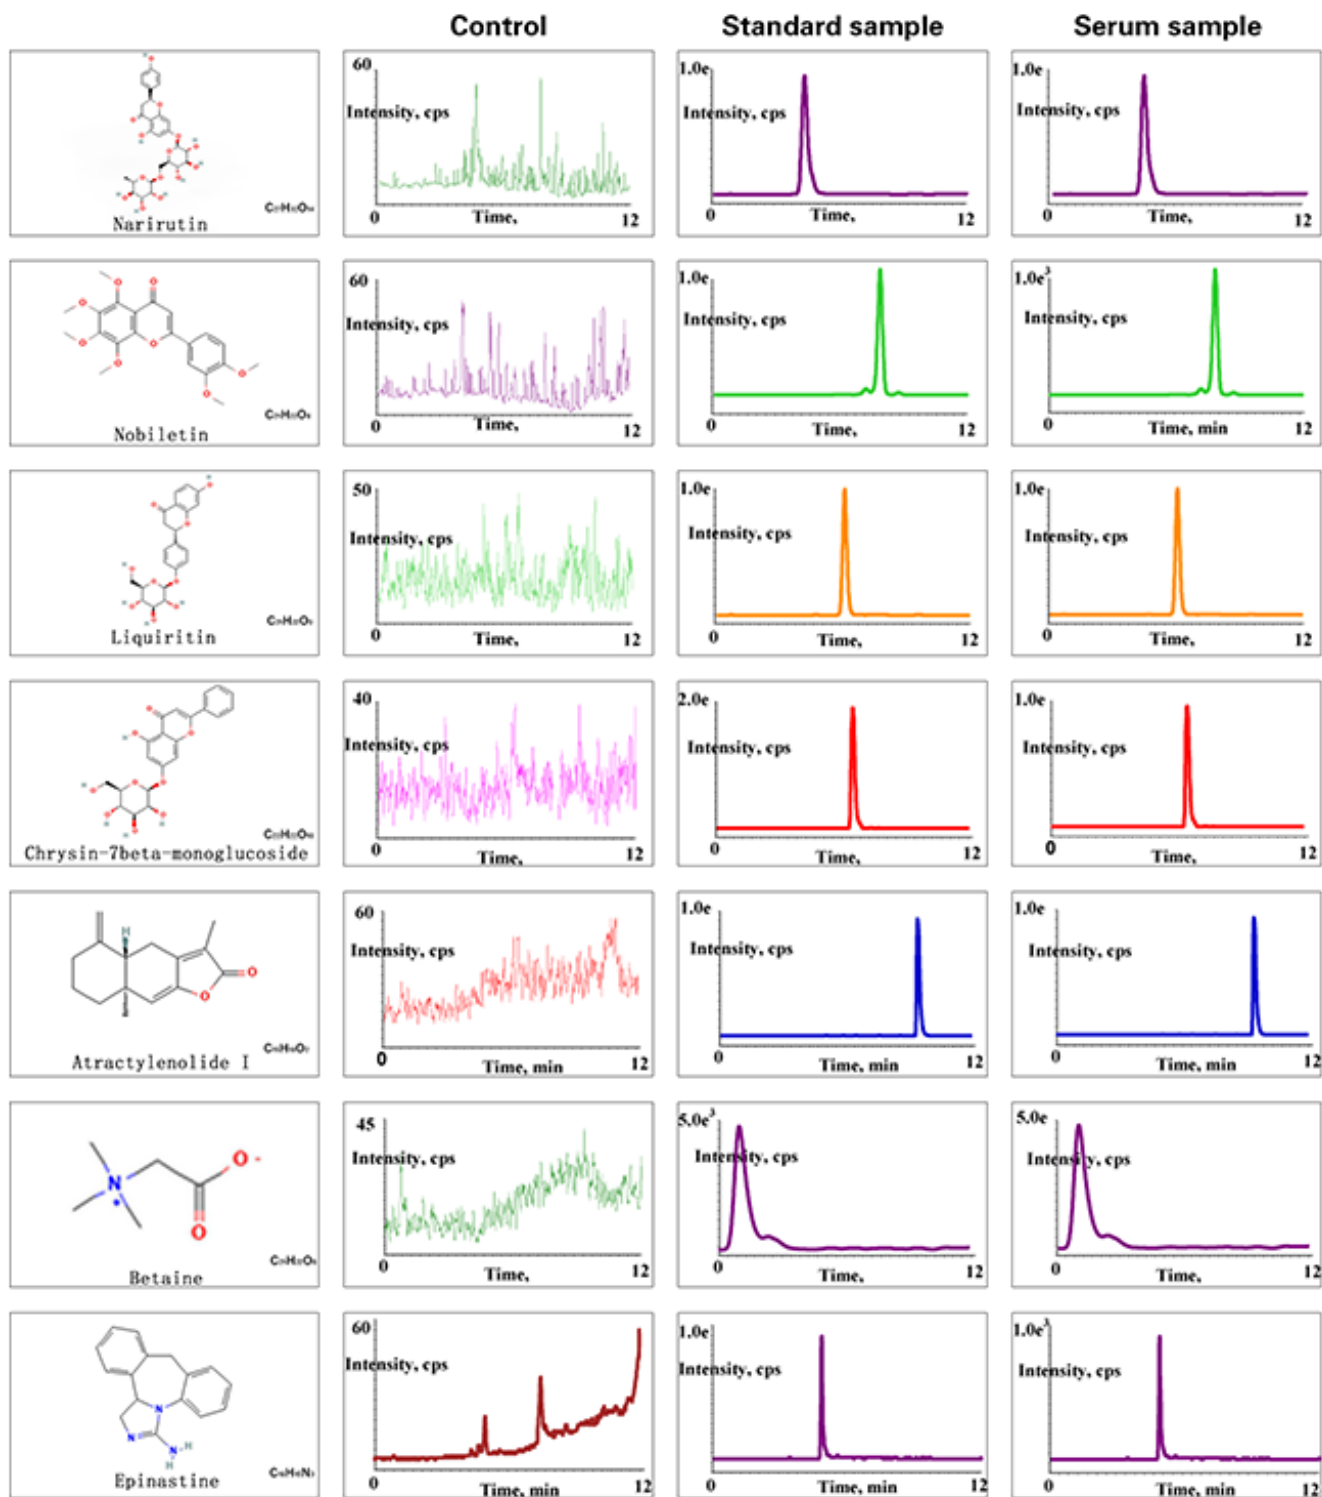 Control Standard sample Serum sample
Narirutin
60
Intensity, cps
0 Time, 12
1.0e
Intensity, cps
0 Time, 12
1.0e
Intensity, cps
0 Time, 12
Nobiletin
60
Intensity, cps
0 Time, 12
1.0e
Intensity, cps
0 Time, 12
1.0e³
Intensity, cps
0 Time, min 12
Liquiritin
50
Intensity, cps
0 Time, 12
1.0e
Intensity, cps
0 Time, 12
1.0e
Intensity, cps
0 Time, 12
Chrysin-7beta-monoglucoside
40
Intensity, cps
0 Time, 12
2.0e
Intensity, cps
0 Time, 12
1.0e
Intensity, cps
0 Time, 12
H
O
O
Atractylenolide I
60
Intensity, cps
0 Time, min 12
1.0e
Intensity, cps
0 Time, min 12
1.0e
Intensity, cps
0 Time, min 12
N
O
O
Betaine
45
Intensity, cps
0 Time, 12
5.0e³
Intensity, cps
0 Time, 12
5.0e
Intensity, cps
0 Time, 12
N
N
N
H
H
Epinastine
60
Intensity, cps
0 Time, min 12
1.0e
Intensity, cps
0 Time, min 12
1.0e³
Intensity, cps
0 Time, min 12